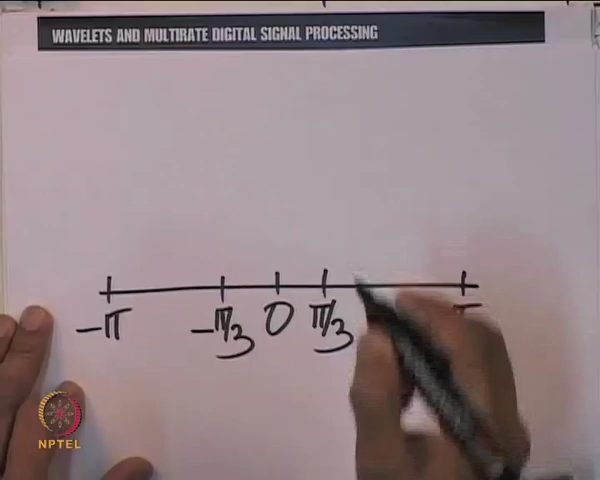 WAVELETS AND MULTIRATE DIGITAL SIGNAL PROCESSING
-π -π/3 0 π/3
NPTEL